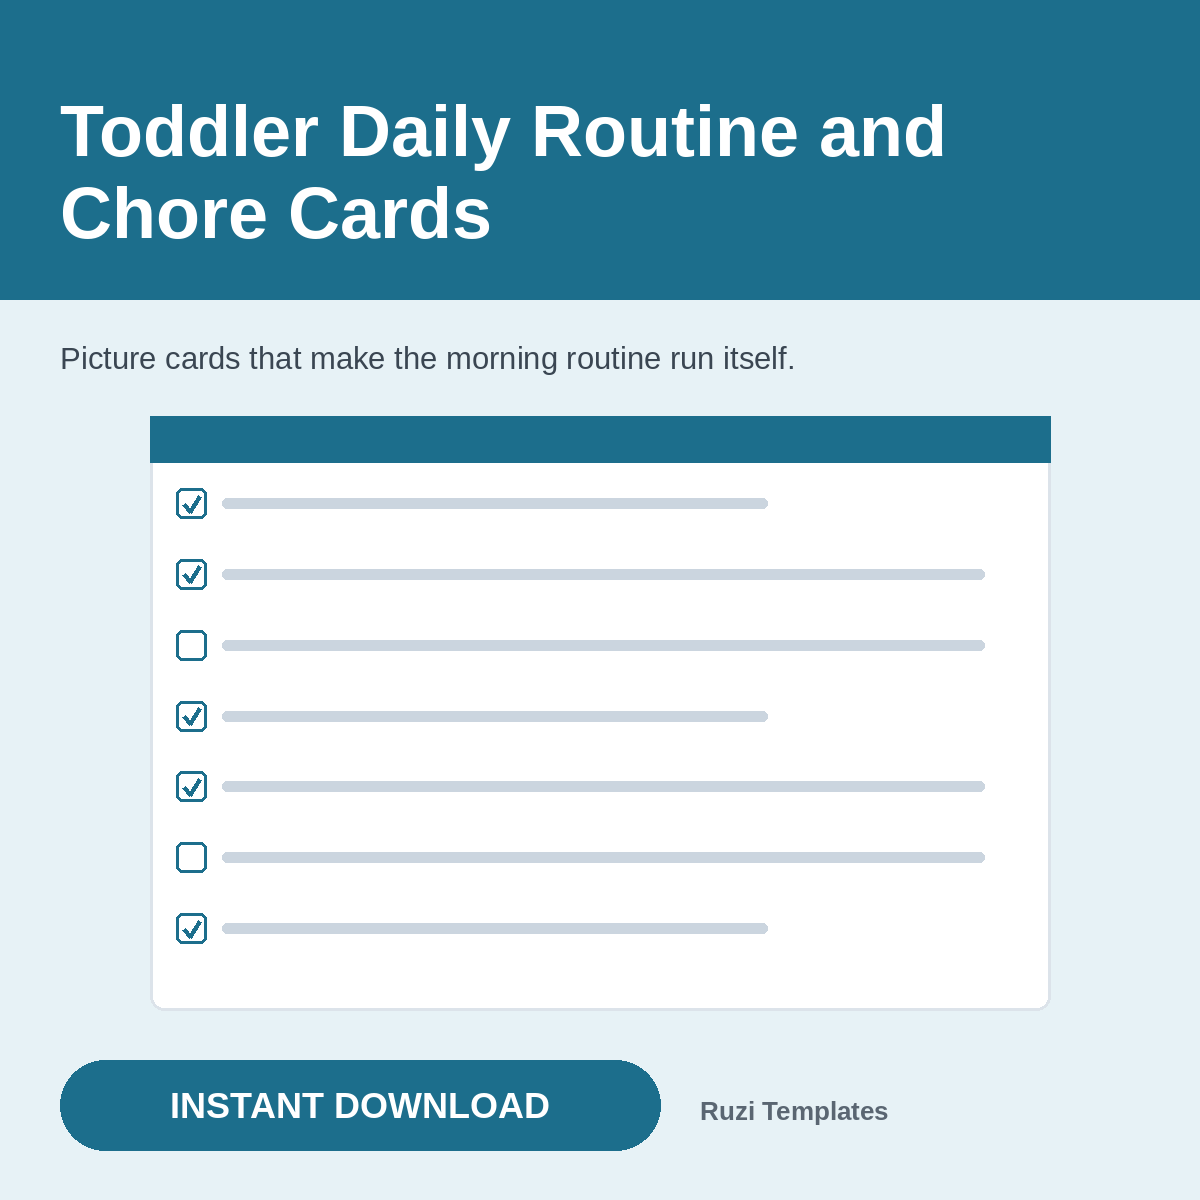 Toddler Daily Routine and
Chore Cards
Picture cards that make the morning routine run itself.
INSTANT DOWNLOAD
Ruzi Templates